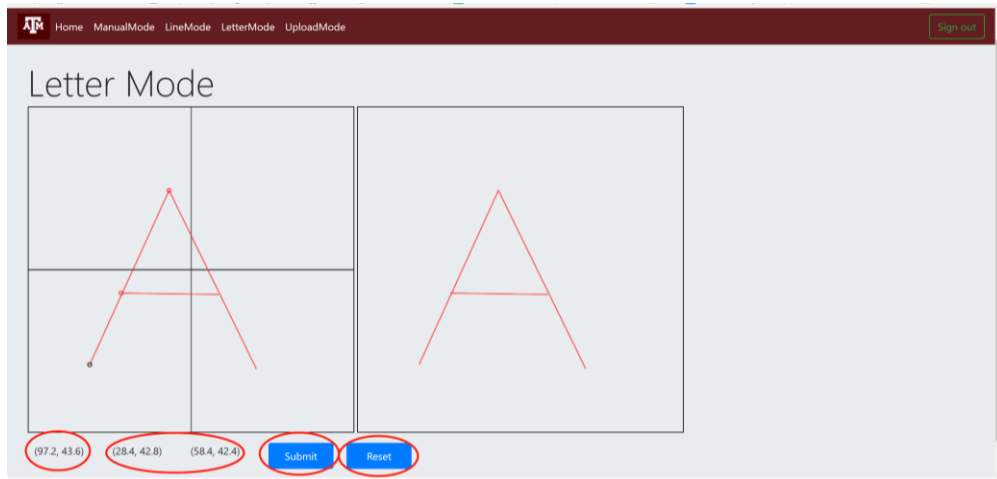 ATM Home ManualMode LineMode LetterMode UploadMode Sign out
Letter Mode
(97.2, 43.6) (28.4, 42.8) (58.4, 42.4) Submit Reset